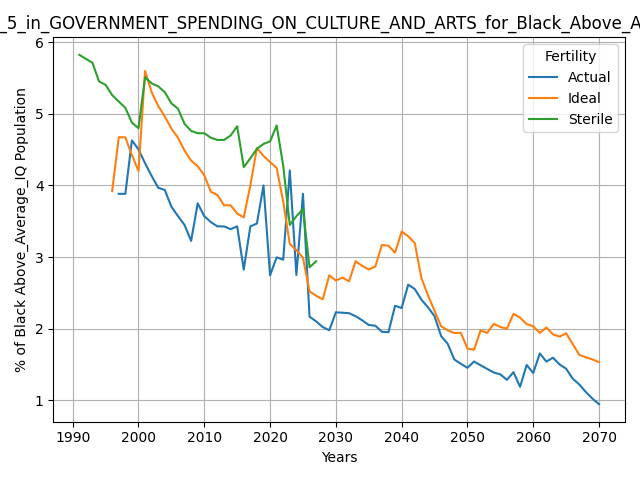 _5_in_GOVERNMENT_SPENDING_ON_CULTURE_AND_ARTS_for_Black_Above_A
Fertility
Actual
Ideal
Sterile
% of Black Above_Average_IQ Population
6
5
4
3
2
1
1990 2000 2010 2020 2030 2040 2050 2060 2070
Years